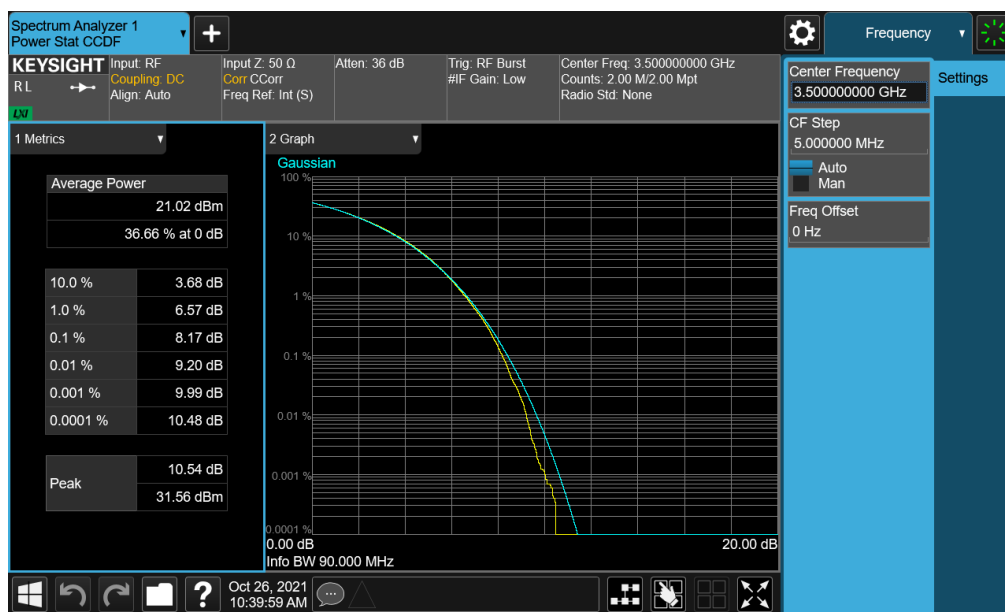 Spectrum Analyzer 1
Power Stat CCDF
+
Frequency
KEYSIGHT
RL
LXI
Input: RF
Coupling: DC
Align: Auto
Input Z: 50 Ω
Corr CCorr
Freq Ref: Int (S)
Atten: 36 dB
Trig: RF Burst
#IF Gain: Low
Center Freq: 3.500000000 GHz
Counts: 2.00 M/2.00 Mpt
Radio Std: None
Center Frequency
3.500000000 GHz
Settings
CF Step
5.000000 MHz
Auto
Man
Freq Offset
0 Hz
1 Metrics
Average Power
21.02 dBm
36.66 % at 0 dB
10.0 % 3.68 dB
1.0 % 6.57 dB
0.1 % 8.17 dB
0.01 % 9.20 dB
0.001 % 9.99 dB
0.0001 % 10.48 dB
Peak
10.54 dB
31.56 dBm
2 Graph
Gaussian
100 %
10 %
1 %
0.1 %
0.01 %
0.001 %
0.0001 %
0.00 dB 20.00 dB
Info BW 90.000 MHz
?
Oct 26, 2021
10:39:59 AM